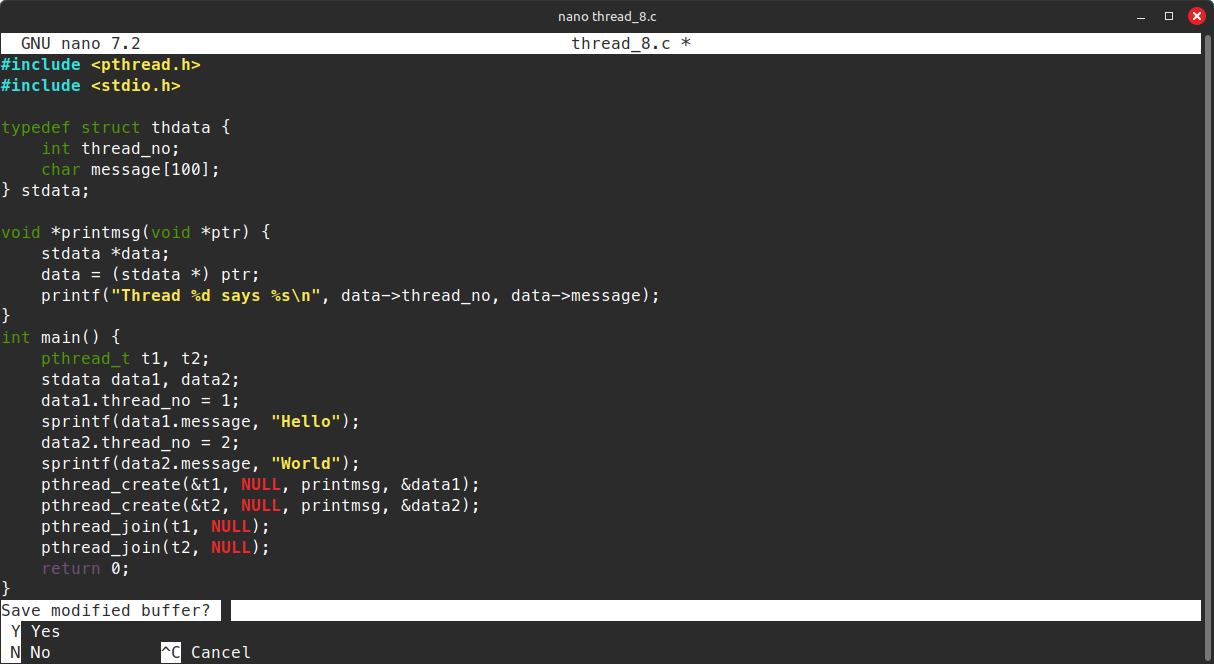 nano thread_8.c
GNU nano 7.2 thread_8.c *
#include <pthread.h>
#include <stdio.h>

typedef struct thdata {
    int thread_no;
    char message[100];
} stdata;

void *printmsg(void *ptr) {
    stdata *data;
    data = (stdata *) ptr;
    printf("Thread %d says %s\n", data->thread_no, data->message);
}
int main() {
    pthread_t t1, t2;
    stdata data1, data2;
    data1.thread_no = 1;
    sprintf(data1.message, "Hello");
    data2.thread_no = 2;
    sprintf(data2.message, "World");
    pthread_create(&t1, NULL, printmsg, &data1);
    pthread_create(&t2, NULL, printmsg, &data2);
    pthread_join(t1, NULL);
    pthread_join(t2, NULL);
    return 0;
}
Save modified buffer?
Y Yes
N No ^C Cancel